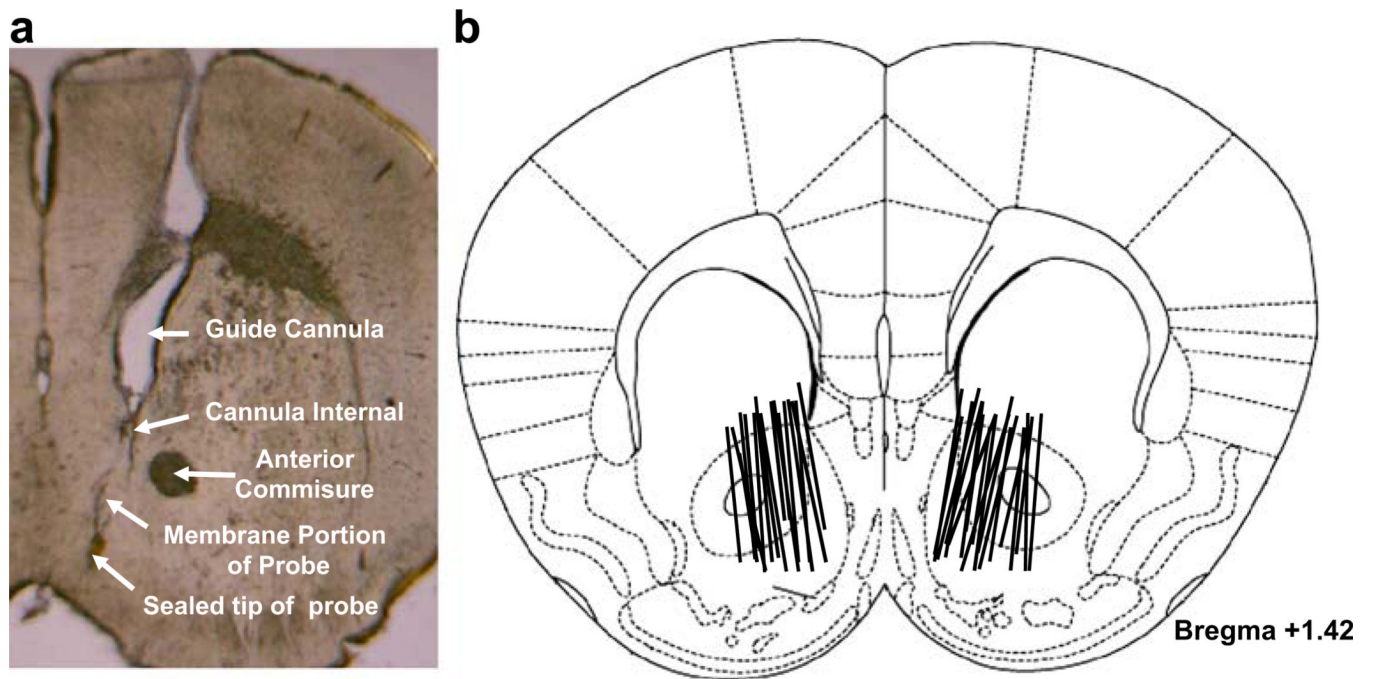 a
b
Guide Cannula
Cannula Internal
Anterior
Commisure
Membrane Portion
of Probe
Sealed tip of  probe
Bregma +1.42